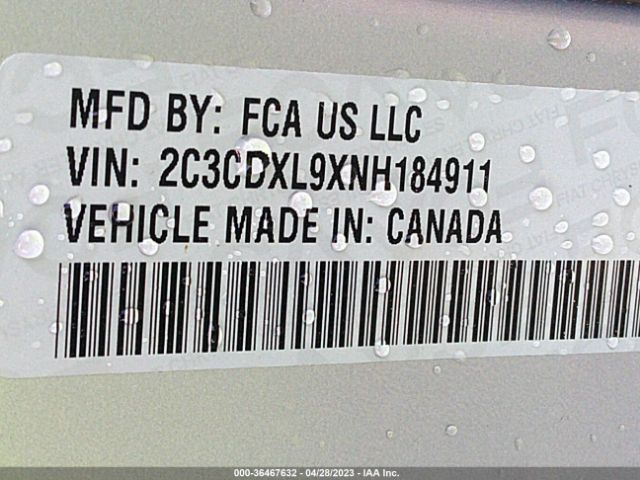 MFD BY: FCA US LLC
VIN: 2C3CDXL9XNH184911
VEHICLE MADE IN: CANADA
000-36467632 - 04/28/2023 - IAA Inc.